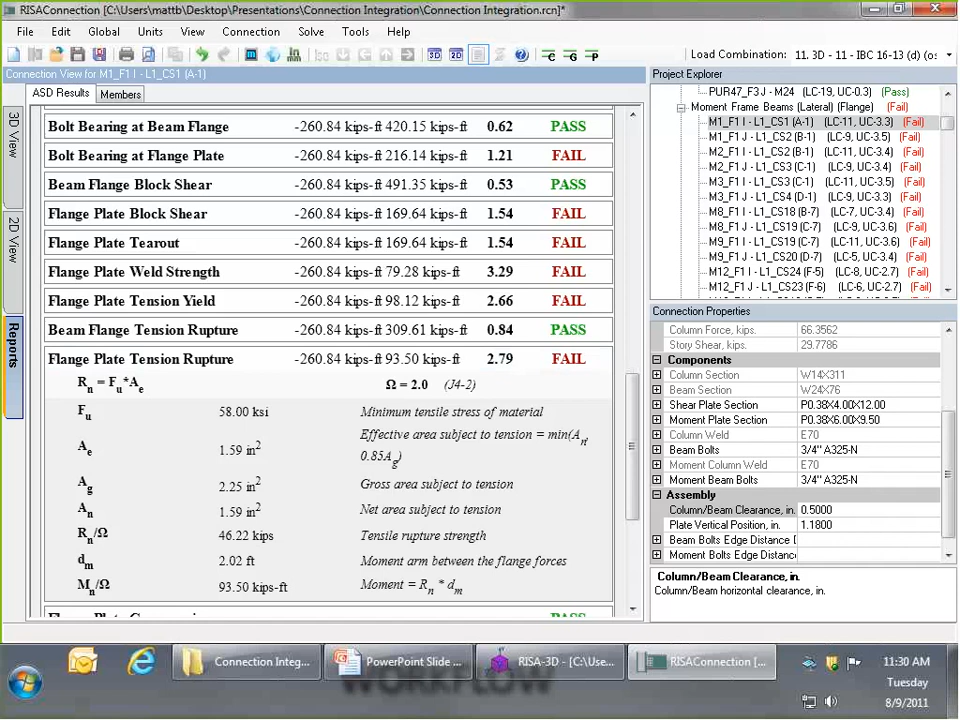 RISAConnection [C:\Users\mattb\Desktop\Presentations\Connection Integration\Connection Integration.rcn]*
File Edit Global Units View Connection Solve Tools Help
3D 2D C G P Load Combination: 11. 3D - 11 - IBC 16-13 (d) (o:
Connection View for M1_F1 I - L1_CS1 (A-1)
ASD Results Members
3D View
2D View
Reports
Bolt Bearing at Beam Flange -260.84 kips-ft 420.15 kips-ft 0.62 PASS
Bolt Bearing at Flange Plate -260.84 kips-ft 216.14 kips-ft 1.21 FAIL
Beam Flange Block Shear -260.84 kips-ft 491.35 kips-ft 0.53 PASS
Flange Plate Block Shear -260.84 kips-ft 169.64 kips-ft 1.54 FAIL
Flange Plate Tearout -260.84 kips-ft 169.64 kips-ft 1.54 FAIL
Flange Plate Weld Strength -260.84 kips-ft 79.28 kips-ft 3.29 FAIL
Flange Plate Tension Yield -260.84 kips-ft 98.12 kips-ft 2.66 FAIL
Beam Flange Tension Rupture -260.84 kips-ft 309.61 kips-ft 0.84 PASS
Flange Plate Tension Rupture -260.84 kips-ft 93.50 kips-ft 2.79 FAIL
Rn = Fu*Ae Ω = 2.0 (J4-2)
Fu 58.00 ksi Minimum tensile stress of material
Ae 1.59 in2 Effective area subject to tension = min(An, 0.85Ag)
Ag 2.25 in2 Gross area subject to tension
An 1.59 in2 Net area subject to tension
Rn/Ω 46.22 kips Tensile rupture strength
dm 2.02 ft Moment arm between the flange forces
Mn/Ω 93.50 kips-ft Moment = Rn * dm
Project Explorer
PUR47_F3 J - M24 (LC-19, UC-0.3) (Pass)
Moment Frame Beams (Lateral) (Flange) (Fail)
M1_F1 I - L1_CS1 (A-1) (LC-11, UC-3.3) (Fail)
M1_F1 J - L1_CS2 (B-1) (LC-9, UC-3.5) (Fail)
M2_F1 I - L1_CS2 (B-1) (LC-11, UC-3.4) (Fail)
M2_F1 J - L1_CS3 (C-1) (LC-9, UC-3.4) (Fail)
M3_F1 I - L1_CS3 (C-1) (LC-11, UC-3.5) (Fail)
M3_F1 J - L1_CS4 (D-1) (LC-9, UC-3.3) (Fail)
M8_F1 I - L1_CS18 (B-7) (LC-7, UC-3.4) (Fail)
M8_F1 J - L1_CS19 (C-7) (LC-9, UC-3.6) (Fail)
M9_F1 I - L1_CS19 (C-7) (LC-11, UC-3.6) (Fail)
M9_F1 J - L1_CS20 (D-7) (LC-5, UC-3.4) (Fail)
M12_F1 I - L1_CS24 (F-5) (LC-8, UC-2.7) (Fail)
M12_F1 J - L1_CS23 (F-6) (LC-6, UC-2.7) (Fail)
Connection Properties
Column Force, kips. 66.3562
Story Shear, kips. 29.7786
Components
Column Section W14X311
Beam Section W24X76
Shear Plate Section P0.38X4.00X12.00
Moment Plate Section P0.38X6.00X9.50
Column Weld E70
Beam Bolts 3/4" A325-N
Moment Column Weld E70
Moment Beam Bolts 3/4" A325-N
Assembly
Column/Beam Clearance, in. 0.5000
Plate Vertical Position, in. 1.1800
Beam Bolts Edge Distance [
Moment Bolts Edge Distance
Column/Beam Clearance, in.
Column/Beam horizontal clearance, in.
Connection Integ... PowerPoint Slide ... RISA-3D - [C:\Use... RISAConnection [...
WORKFLOW
11:30 AM
Tuesday
8/9/2011